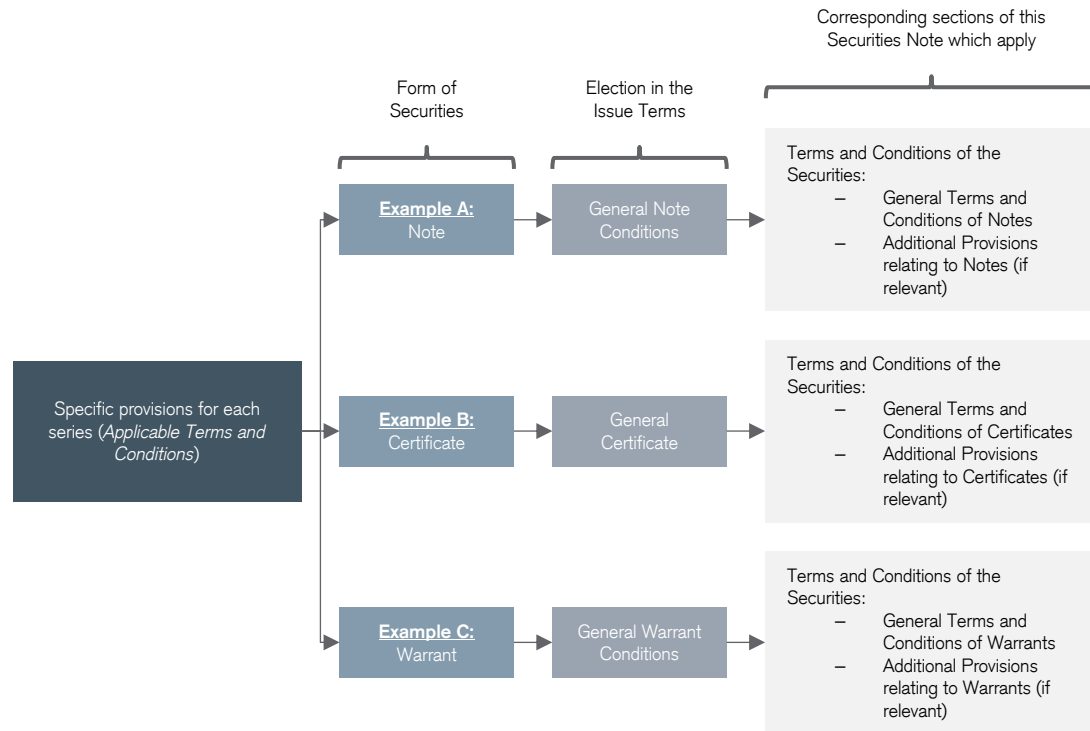 Corresponding sections of this
Securities Note which apply
Form of
Securities
Election in the
Issue Terms
Specific provisions for each
series (Applicable Terms and
Conditions)
Example A:
Note
General Note
Conditions
Terms and Conditions of the
Securities:
– General Terms and
Conditions of Notes
– Additional Provisions
relating to Notes (if
relevant)
Example B:
Certificate
General
Certificate
Terms and Conditions of the
Securities:
– General Terms and
Conditions of Certificates
– Additional Provisions
relating to Certificates (if
relevant)
Example C:
Warrant
General Warrant
Conditions
Terms and Conditions of the
Securities:
– General Terms and
Conditions of Warrants
– Additional Provisions
relating to Warrants (if
relevant)